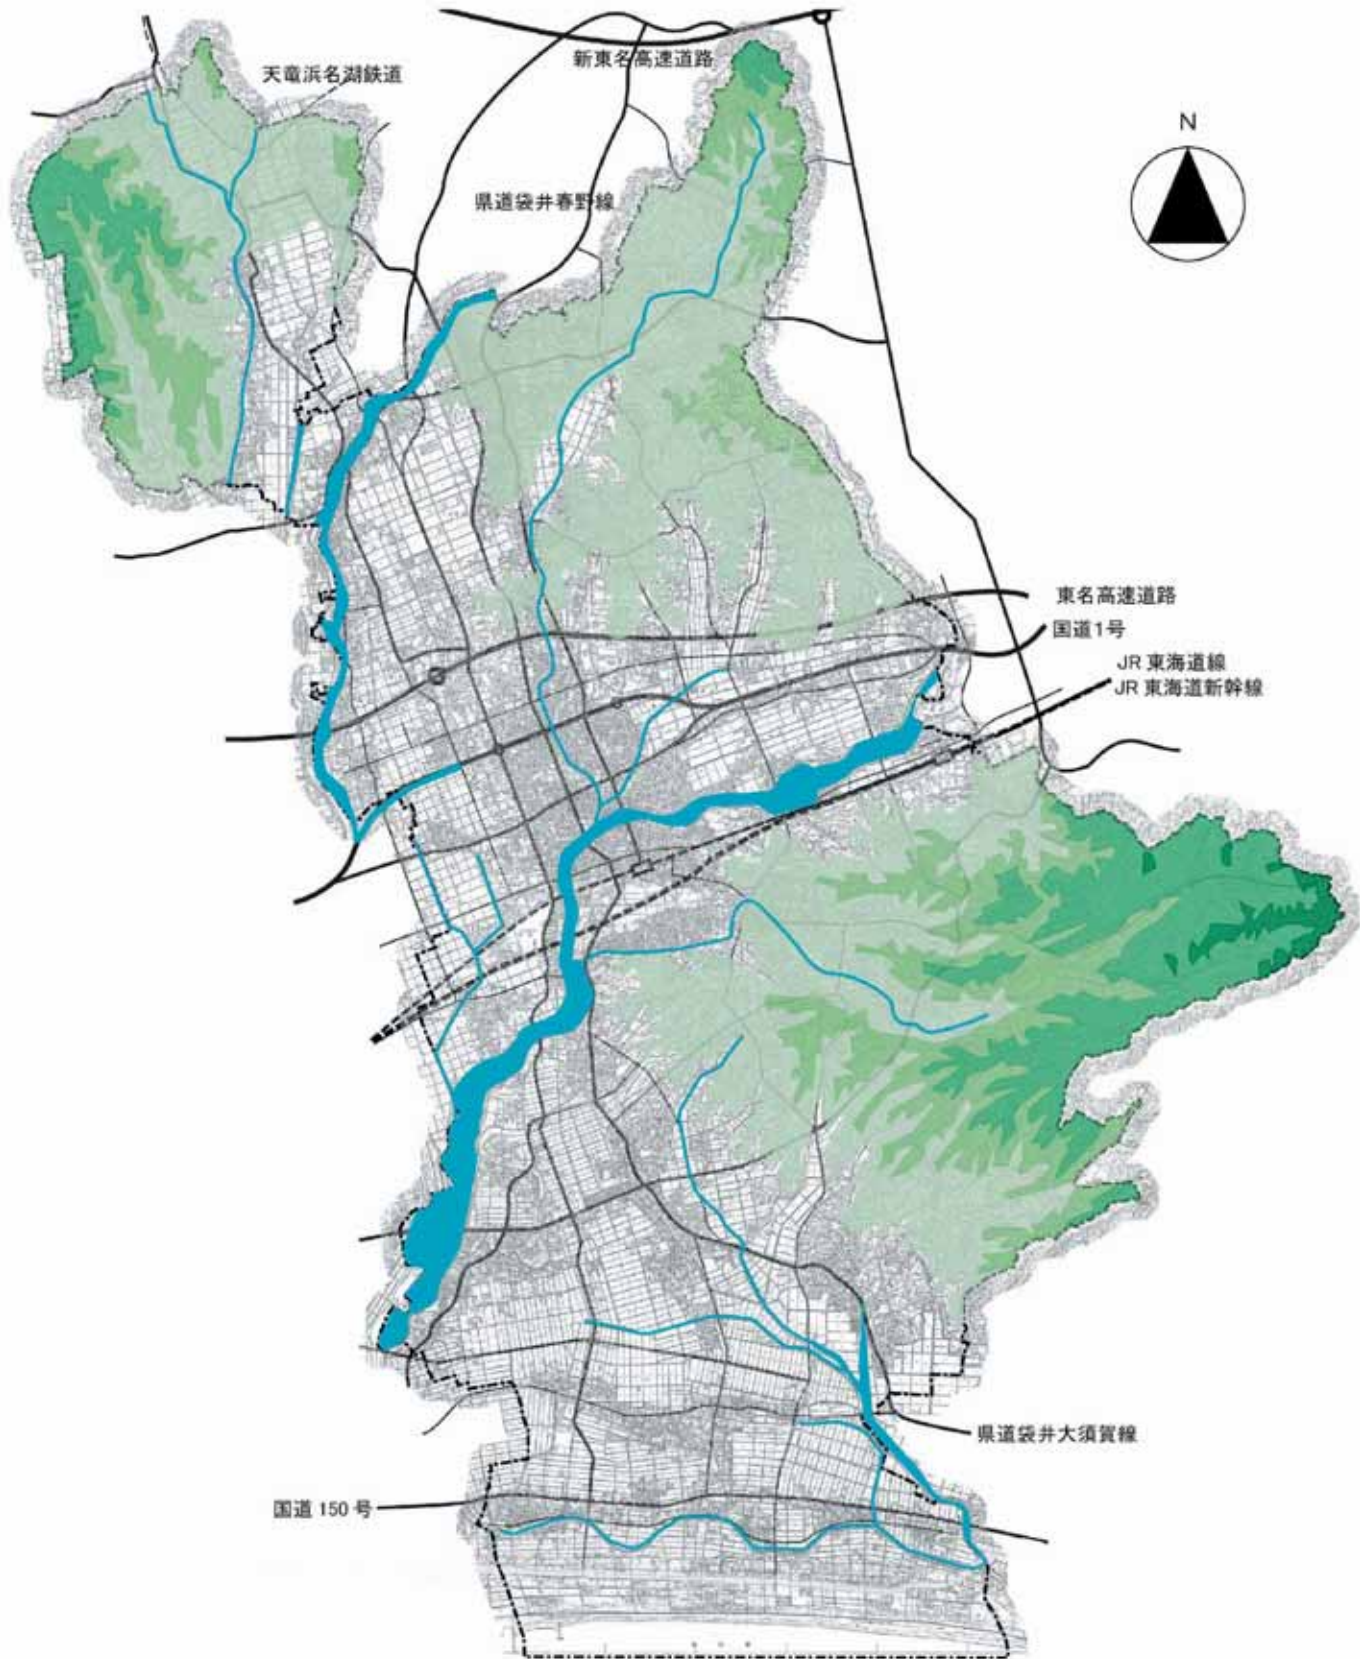 新東名高速道路
天竜浜名湖鉄道
N
県道袋井春野線
東名高速道路
国道1号
JR 東海道線
JR 東海道新幹線
県道袋井大須賀線
国道 150 号